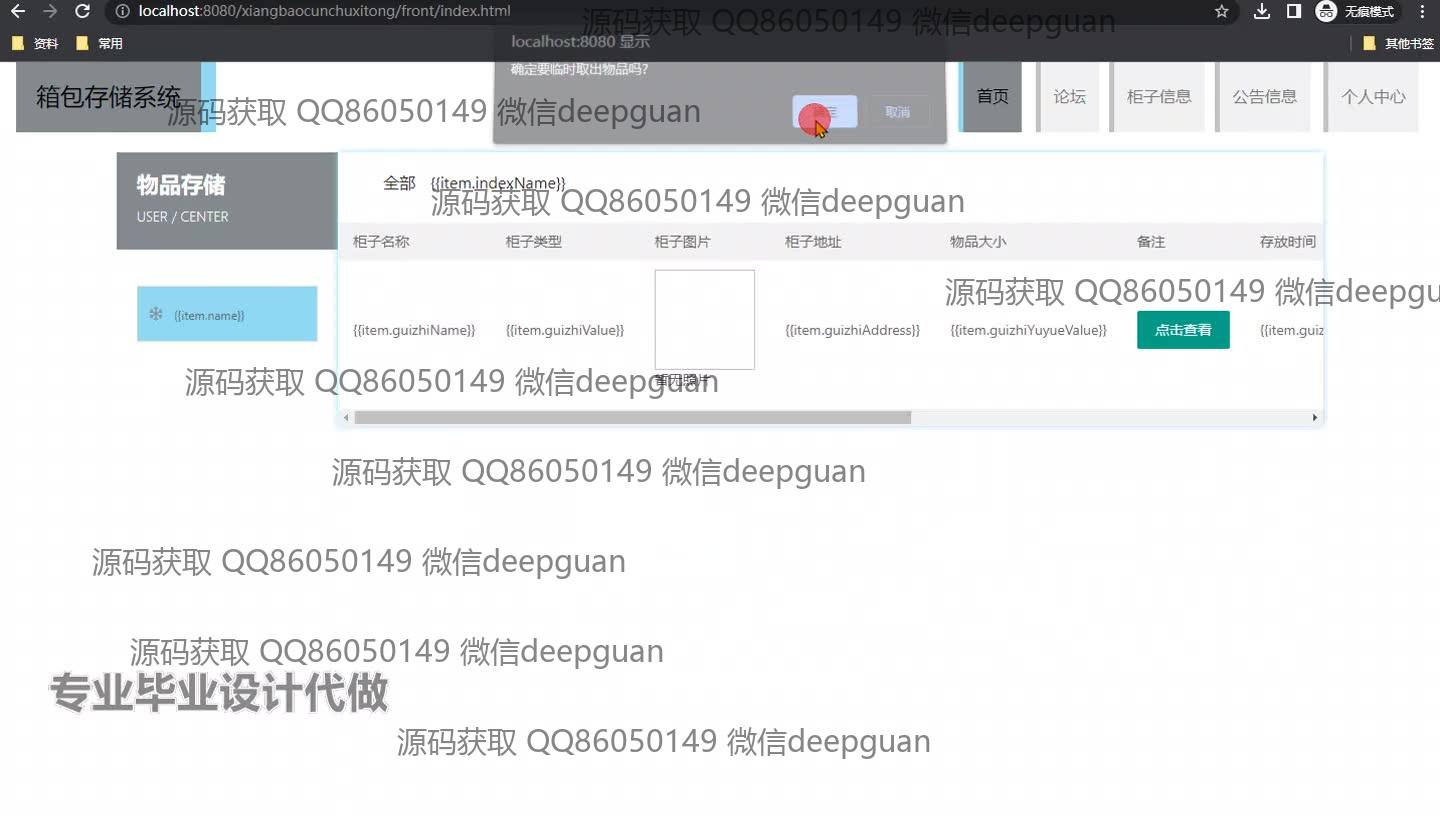 localhost:8080/xiangbaocunchuxitong/front/index.html
无痕模式
资料
常用
其他书签
源码获取 QQ86050149 微信deepguan
localhost:8080 显示
确定要临时取出物品吗?
确定
取消
箱包存储系统
源码获取 QQ86050149 微信deepguan
首页
论坛
柜子信息
公告信息
个人中心
物品存储
USER / CENTER
全部
{{item.indexName}}
源码获取 QQ86050149 微信deepguan
柜子名称
柜子类型
柜子图片
柜子地址
物品大小
备注
存放时间
源码获取 QQ86050149 微信deepgu
{{item.name}}
{{item.guizhiName}}
{{item.guizhiValue}}
{{item.guizhiAddress}}
{{item.guizhiYuyueValue}}
点击查看
{{item.guiz
暂无照片
源码获取 QQ86050149 微信deepguan
源码获取 QQ86050149 微信deepguan
源码获取 QQ86050149 微信deepguan
源码获取 QQ86050149 微信deepguan
专业毕业设计代做
源码获取 QQ86050149 微信deepguan